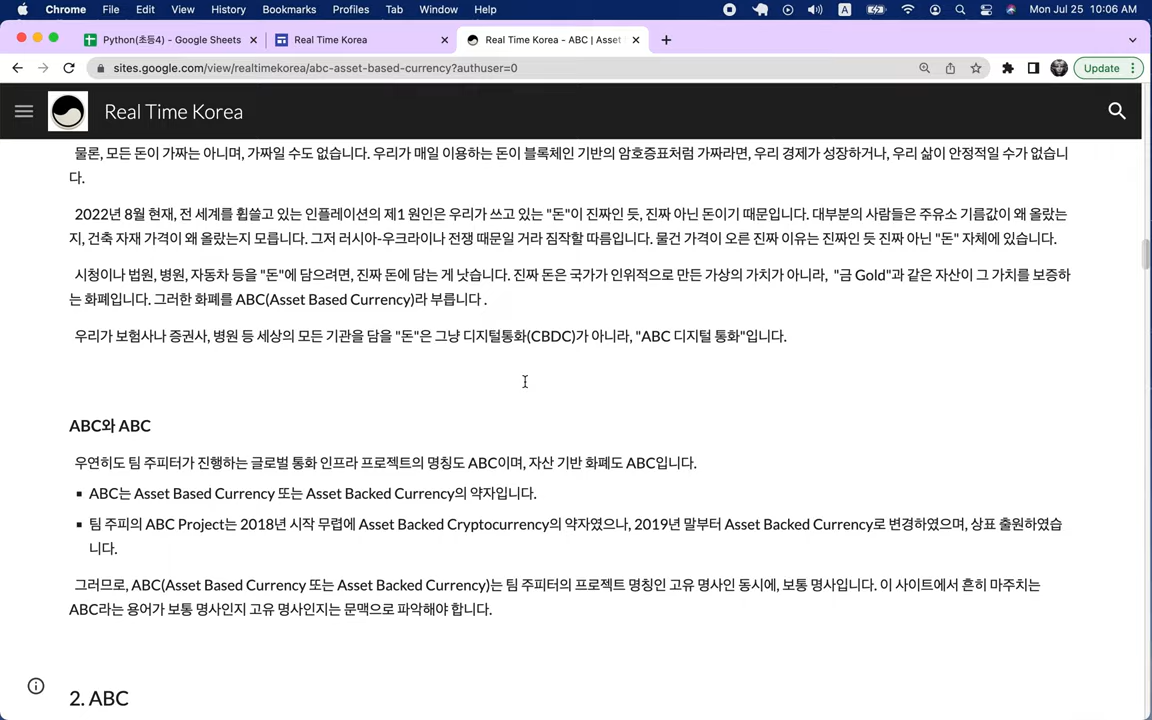 Chrome File Edit View History Bookmarks Profiles Tab Window Help Mon Jul 25 10:06 AM
Python(초등4) - Google Sheets Real Time Korea Real Time Korea - ABC | Asset
sites.google.com/view/realtimekorea/abc-asset-based-currency?authuser=0 Update
Real Time Korea
물론, 모든 돈이 가짜는 아니며, 가짜일 수도 없습니다. 우리가 매일 이용하는 돈이 블록체인 기반의 암호증표처럼 가짜라면, 우리 경제가 성장하거나, 우리 삶이 안정적일 수가 없습니
다.
2022년 8월 현재, 전 세계를 휩쓸고 있는 인플레이션의 제1 원인은 우리가 쓰고 있는 "돈"이 진짜인 듯, 진짜 아닌 돈이기 때문입니다. 대부분의 사람들은 주유소 기름값이 왜 올랐는
지, 건축 자재 가격이 왜 올랐는지 모릅니다. 그저 러시아-우크라이나 전쟁 때문일 거라 짐작할 따름입니다. 물건 가격이 오른 진짜 이유는 진짜인 듯 진짜 아닌 "돈" 자체에 있습니다.
시청이나 법원, 병원, 자동차 등을 "돈"에 담으려면, 진짜 돈에 담는 게 낫습니다. 진짜 돈은 국가가 인위적으로 만든 가상의 가치가 아니라, "금 Gold"과 같은 자산이 그 가치를 보증하
는 화폐입니다. 그러한 화폐를 ABC(Asset Based Currency)라 부릅니다 .
우리가 보험사나 증권사, 병원 등 세상의 모든 기관을 담을 "돈"은 그냥 디지털통화(CBDC)가 아니라, "ABC 디지털 통화"입니다.
ABC와 ABC
우연히도 팀 주피터가 진행하는 글로벌 통화 인프라 프로젝트의 명칭도 ABC이며, 자산 기반 화폐도 ABC입니다.
▪ ABC는 Asset Based Currency 또는 Asset Backed Currency의 약자입니다.
▪ 팀 주피의 ABC Project는 2018년 시작 무렵에 Asset Backed Cryptocurrency의 약자였으나, 2019년 말부터 Asset Backed Currency로 변경하였으며, 상표 출원하였습
니다.
그러므로, ABC(Asset Based Currency 또는 Asset Backed Currency)는 팀 주피터의 프로젝트 명칭인 고유 명사인 동시에, 보통 명사입니다. 이 사이트에서 흔히 마주치는
ABC라는 용어가 보통 명사인지 고유 명사인지는 문맥으로 파악해야 합니다.
2. ABC